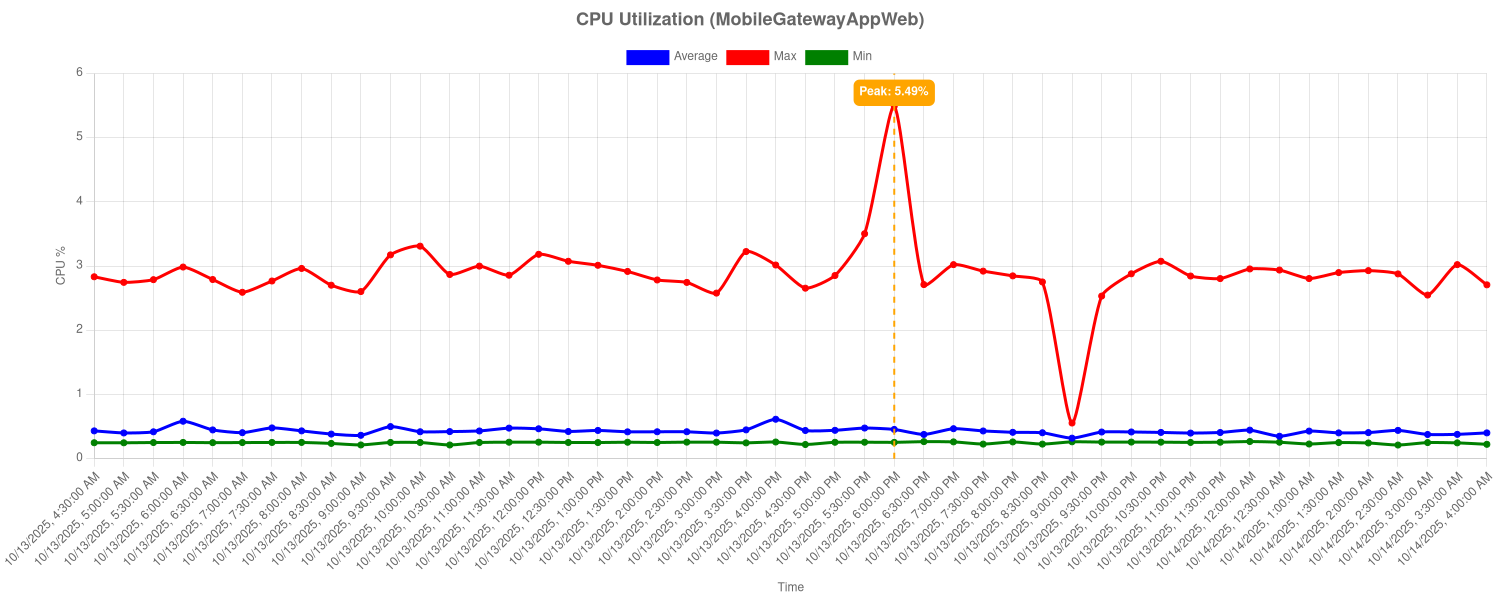 CPU Utilization (MobileGatewayAppWeb)
Average Max Min
Peak: 5.49%
6
5
4
3
2
1
0
CPU %
10/13/2025, 4:30:00 AM
10/13/2025, 5:00:00 AM
10/13/2025, 5:30:00 AM
10/13/2025, 6:00:00 AM
10/13/2025, 6:30:00 AM
10/13/2025, 7:00:00 AM
10/13/2025, 7:30:00 AM
10/13/2025, 8:00:00 AM
10/13/2025, 8:30:00 AM
10/13/2025, 9:00:00 AM
10/13/2025, 9:30:00 AM
10/13/2025, 10:00:00 AM
10/13/2025, 10:30:00 AM
10/13/2025, 11:00:00 AM
10/13/2025, 11:30:00 AM
10/13/2025, 12:00:00 PM
10/13/2025, 12:30:00 PM
10/13/2025, 1:00:00 PM
10/13/2025, 1:30:00 PM
10/13/2025, 2:00:00 PM
10/13/2025, 2:30:00 PM
10/13/2025, 3:00:00 PM
10/13/2025, 3:30:00 PM
10/13/2025, 4:00:00 PM
10/13/2025, 4:30:00 PM
10/13/2025, 5:00:00 PM
10/13/2025, 5:30:00 PM
10/13/2025, 6:00:00 PM
10/13/2025, 6:30:00 PM
10/13/2025, 7:00:00 PM
10/13/2025, 7:30:00 PM
10/13/2025, 8:00:00 PM
10/13/2025, 8:30:00 PM
10/13/2025, 9:00:00 PM
10/13/2025, 9:30:00 PM
10/13/2025, 10:00:00 PM
10/13/2025, 10:30:00 PM
10/13/2025, 11:00:00 PM
10/13/2025, 11:30:00 PM
10/14/2025, 12:00:00 AM
10/14/2025, 12:30:00 AM
10/14/2025, 1:00:00 AM
10/14/2025, 1:30:00 AM
10/14/2025, 2:00:00 AM
10/14/2025, 2:30:00 AM
10/14/2025, 3:00:00 AM
10/14/2025, 3:30:00 AM
10/14/2025, 4:00:00 AM
Time